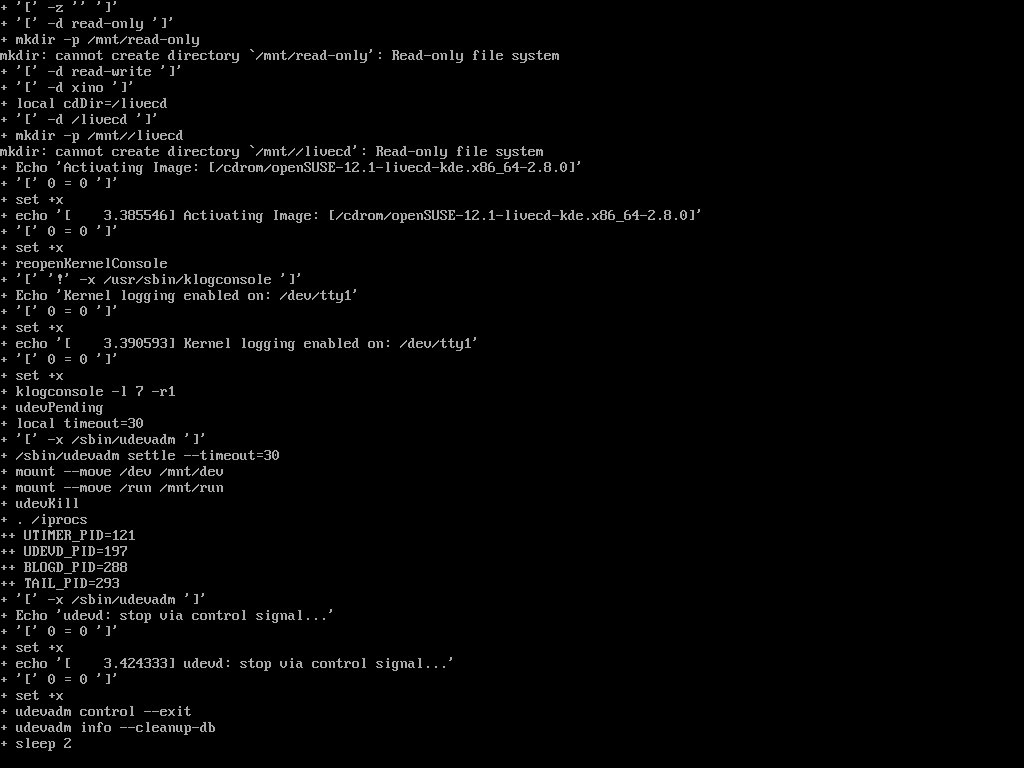 + '[' -z '' ']'
+ '[' -d read-only ']'
+ mkdir -p /mnt/read-only
mkdir: cannot create directory `/mnt/read-only': Read-only file system
+ '[' -d read-write ']'
+ '[' -d xino ']'
+ local cdDir=/livecd
+ '[' -d /livecd ']'
+ mkdir -p /mnt//livecd
mkdir: cannot create directory `/mnt//livecd': Read-only file system
+ Echo 'Activating Image: [/cdrom/openSUSE-12.1-livecd-kde.x86_64-2.8.0]'
+ '[' 0 = 0 ']'
+ set +x
+ echo '[    3.385546] Activating Image: [/cdrom/openSUSE-12.1-livecd-kde.x86_64-2.8.0]'
+ '[' 0 = 0 ']'
+ set +x
+ reopenKernelConsole
+ '[' '!' -x /usr/sbin/klogconsole ']'
+ Echo 'Kernel logging enabled on: /dev/tty1'
+ '[' 0 = 0 ']'
+ set +x
+ echo '[    3.390593] Kernel logging enabled on: /dev/tty1'
+ '[' 0 = 0 ']'
+ set +x
+ klogconsole -l 7 -r1
+ udevPending
+ local timeout=30
+ '[' -x /sbin/udevadm ']'
+ /sbin/udevadm settle --timeout=30
+ mount --move /dev /mnt/dev
+ mount --move /run /mnt/run
+ udevKill
+ . /iprocs
++ UTIMER_PID=121
++ UDEVD_PID=197
++ BLOGD_PID=288
++ TAIL_PID=293
+ '[' -x /sbin/udevadm ']'
+ Echo 'udevd: stop via control signal...'
+ '[' 0 = 0 ']'
+ set +x
+ echo '[    3.424333] udevd: stop via control signal...'
+ '[' 0 = 0 ']'
+ set +x
+ udevadm control --exit
+ udevadm info --cleanup-db
+ sleep 2